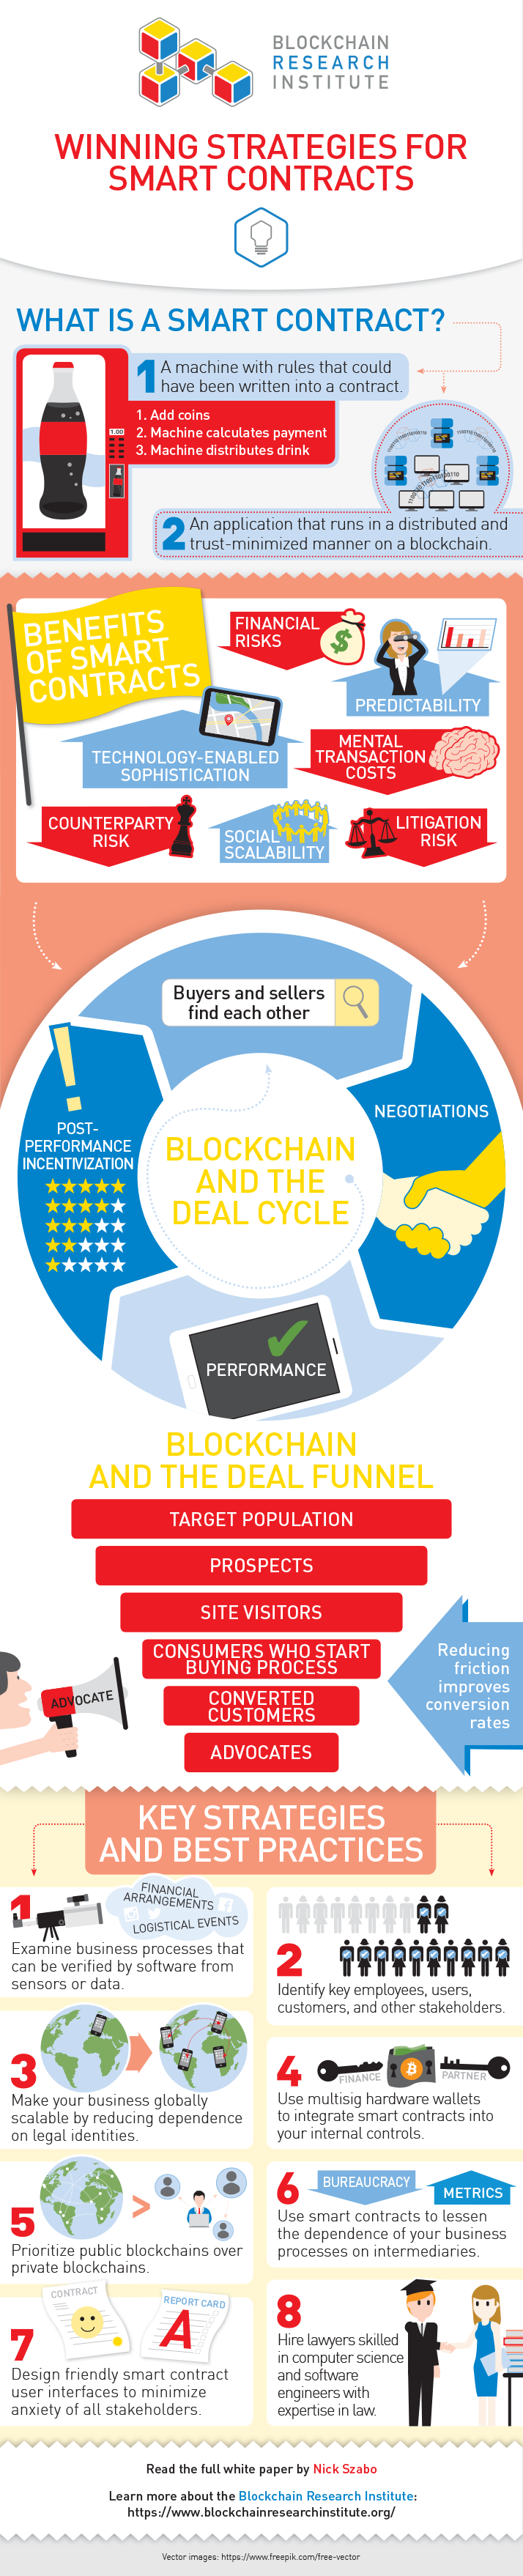 BLOCKCHAIN
RESEARCH
INSTITUTE
WINNING STRATEGIES FOR
SMART CONTRACTS
WHAT IS A SMART CONTRACT?
1 A machine with rules that could
have been written into a contract.
1. Add coins
2. Machine calculates payment
3. Machine distributes drink
1.00
2 An application that runs in a distributed and
trust-minimized manner on a blockchain.
BENEFITS
OF SMART
CONTRACTS
FINANCIAL
RISKS
$
PREDICTABILITY
TECHNOLOGY-ENABLED
SOPHISTICATION
MENTAL
TRANSACTION
COSTS
COUNTERPARTY
RISK
SOCIAL
SCALABILITY
LITIGATION
RISK
Buyers and sellers
find each other
NEGOTIATIONS
POST-
PERFORMANCE
INCENTIVIZATION
BLOCKCHAIN
AND THE
DEAL CYCLE
PERFORMANCE
BLOCKCHAIN
AND THE DEAL FUNNEL
TARGET POPULATION
PROSPECTS
SITE VISITORS
CONSUMERS WHO START
BUYING PROCESS
CONVERTED
CUSTOMERS
ADVOCATES
ADVOCATE
Reducing
friction
improves
conversion
rates
KEY STRATEGIES
AND BEST PRACTICES
1
FINANCIAL
ARRANGEMENTS
LOGISTICAL EVENTS
Examine business processes that
can be verified by software from
sensors or data.
2
Identify key employees, users,
customers, and other stakeholders.
3
Make your business globally
scalable by reducing dependence
on legal identities.
4
FINANCE
PARTNER
Use multisig hardware wallets
to integrate smart contracts into
your internal controls.
5
>
Prioritize public blockchains over
private blockchains.
6
BUREAUCRACY
METRICS
Use smart contracts to lessen
the dependence of your business
processes on intermediaries.
7
CONTRACT
REPORT CARD
A
Design friendly smart contract
user interfaces to minimize
anxiety of all stakeholders.
8
Hire lawyers skilled
in computer science
and software
engineers with
expertise in law.
Read the full white paper by Nick Szabo
Learn more about the Blockchain Research Institute:
https://www.blockchainresearchinstitute.org/
Vector images: https://www.freepik.com/free-vector